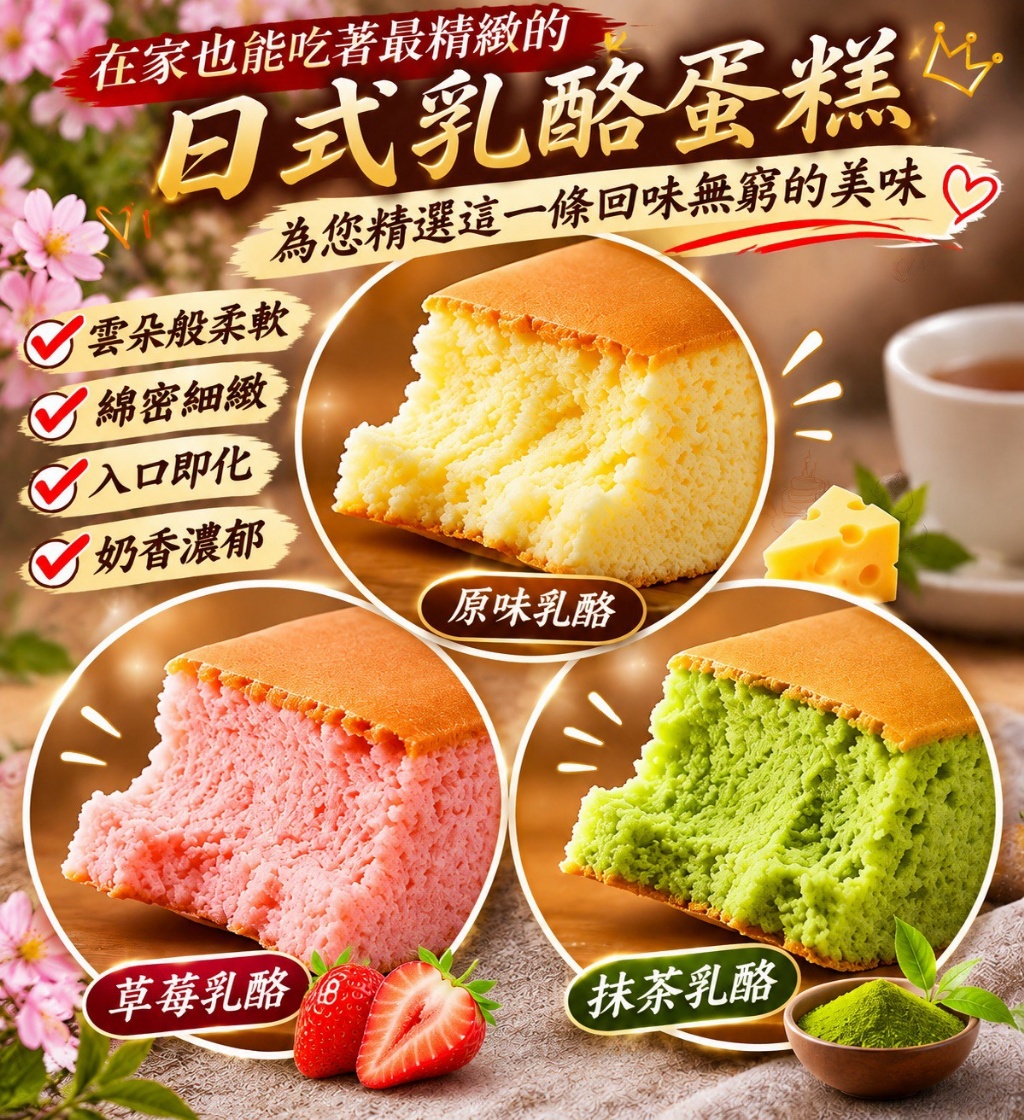 在家也能吃著最精緻的
日式乳酪蛋糕
為您精選這一條回味無窮的美味
雲朵般柔軟
綿密細緻
入口即化
奶香濃郁
原味乳酪
草莓乳酪
抹茶乳酪